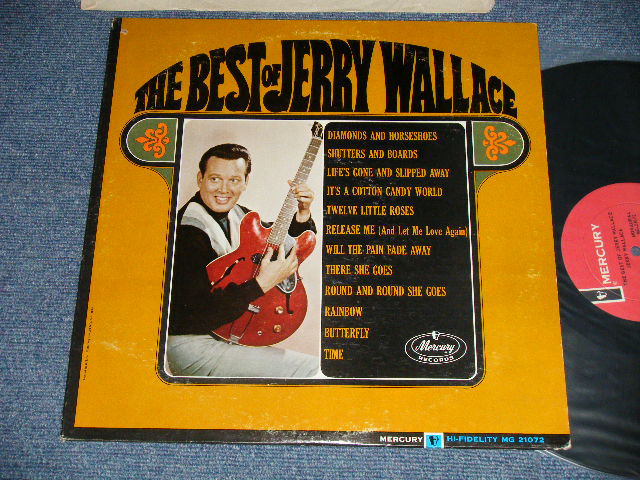 THE BEST OF JERRY WALLACE
DIAMONDS AND HORSESHOES
SHUTTERS AND BOARDS
LIFE'S GONE AND SLIPPED AWAY
IT'S A COTTON CANDY WORLD
TWELVE LITTLE ROSES
RELEASE ME (And Let Me Love Again)
WILL THE PAIN FADE AWAY
THERE SHE GOES
ROUND AND ROUND SHE GOES
RAINBOW
BUTTERFLY
TIME
Mercury
RECORDS
MERCURY HI-FIDELITY MG 21072
MERCURY
THE BEST OF JERRY WALLACE
JERRY WALLACE